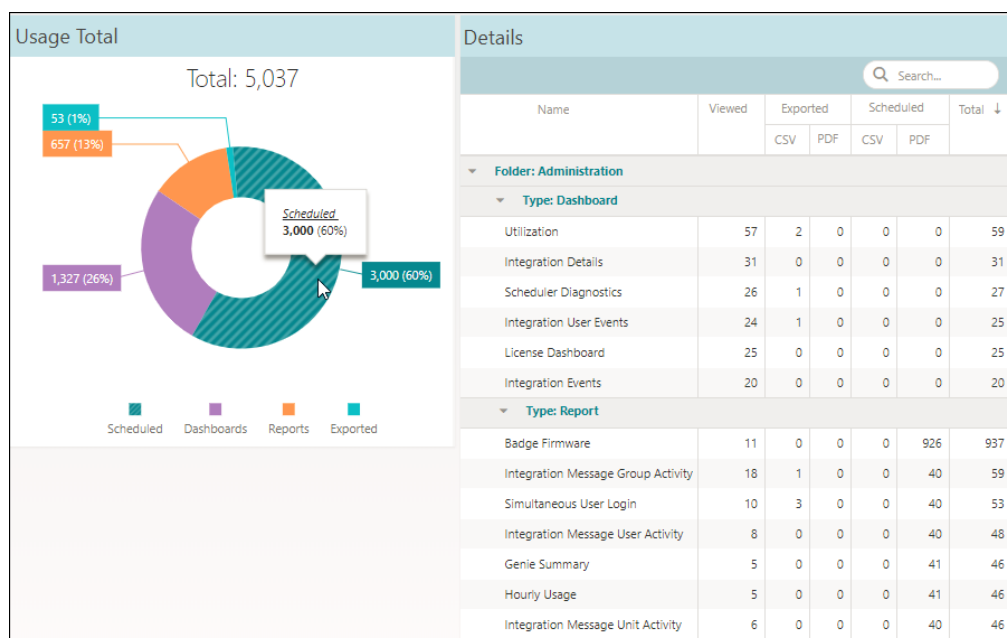 Usage Total
Total: 5,037
53 (1%)
657 (13%)
Scheduled
3,000 (60%)
1,327 (26%)
3,000 (60%)
Scheduled Dashboards Reports Exported
Details
Search...
Name Viewed Exported Scheduled Total ↓
CSV PDF CSV PDF
Folder: Administration
Type: Dashboard
Utilization 57 2 0 0 0 59
Integration Details 31 0 0 0 0 31
Scheduler Diagnostics 26 1 0 0 0 27
Integration User Events 24 1 0 0 0 25
License Dashboard 25 0 0 0 0 25
Integration Events 20 0 0 0 0 20
Type: Report
Badge Firmware 11 0 0 0 926 937
Integration Message Group Activity 18 1 0 0 40 59
Simultaneous User Login 10 3 0 0 40 53
Integration Message User Activity 8 0 0 0 40 48
Genie Summary 5 0 0 0 41 46
Hourly Usage 5 0 0 0 41 46
Integration Message Unit Activity 6 0 0 0 40 46